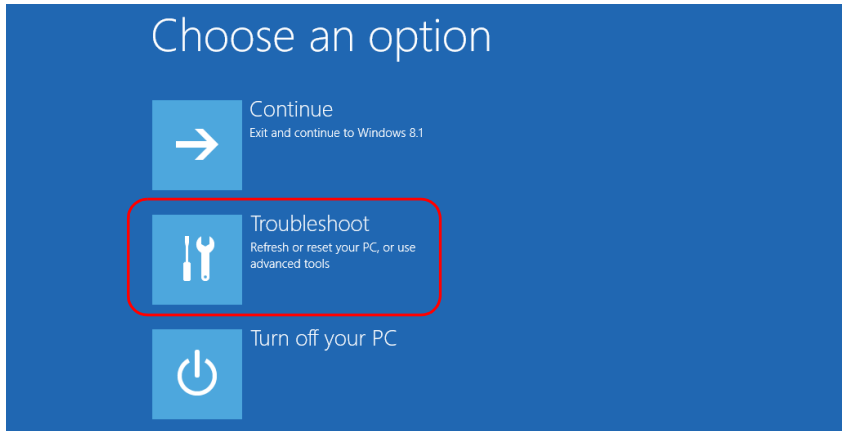 Choose an option
Continue
Exit and continue to Windows 8.1
Troubleshoot
Refresh or reset your PC, or use
advanced tools
Turn off your PC